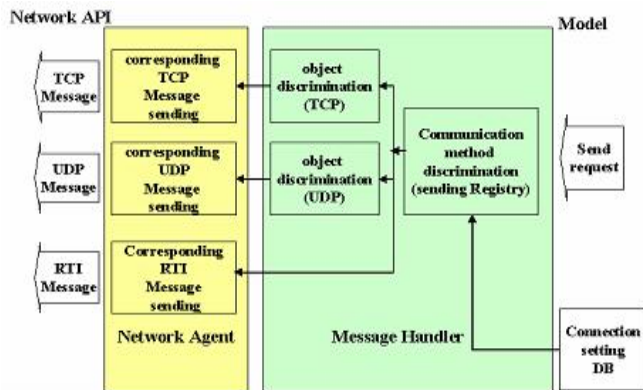 Network API
Model
TCP
Message
corresponding
TCP
Message
sending
object
discrimination
(TCP)
Communication
method
discrimination
(sending Registry)
Send
request
UDP
Message
corresponding
UDP
Message
sending
object
discrimination
(UDP)
RTI
Message
Corresponding
RTI
Message
sending
Network Agent
Message Handler
Connection
setting
DB